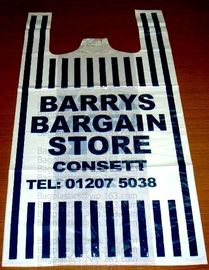 BARRYS
BARGAIN
STORE
CONSETT
TEL: 01207 5038